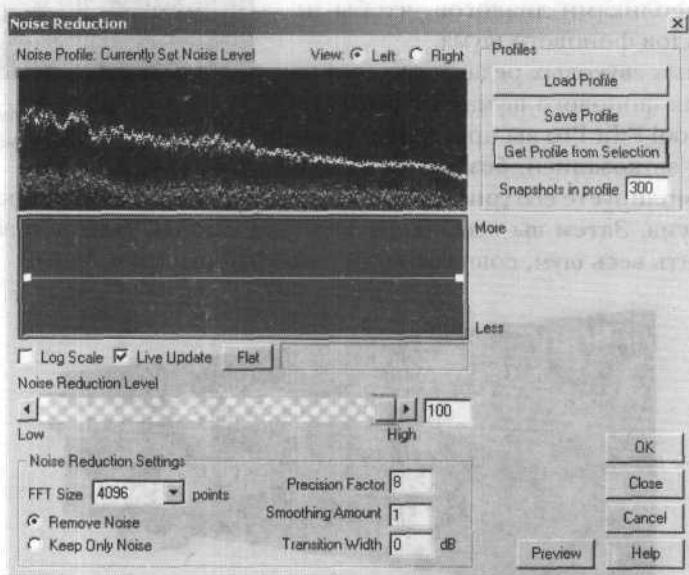 Noise Reduction
Noise Profile: Currently Set Noise Level
View: Left Right
Profiles
Load Profile
Save Profile
Get Profile from Selection
Snapshots in profile 300
More
Less
Log Scale Live Update Flat
Noise Reduction Level
100
Low High
Noise Reduction Settings
FFT Size 4096 points
Remove Noise
Keep Only Noise
Precision Factor 8
Smoothing Amount 1
Transition Width 0 dB
OK
Close
Cancel
Preview Help
Затем
весь шум